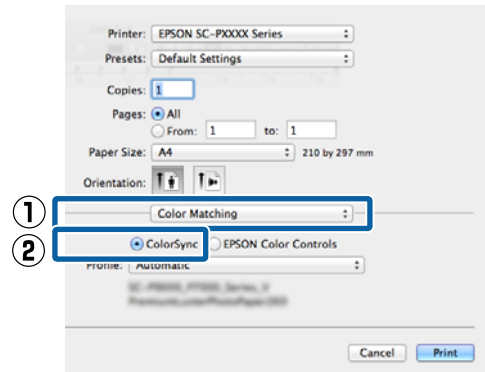 Printer: EPSON SC-PXXXX Series
Presets: Default Settings
Copies: 1
Pages: All
From: 1 to: 1
Paper Size: A4 210 by 297 mm
Orientation:
① Color Matching
② ColorSync EPSON Color Controls
Profile: Automatic
Cancel Print